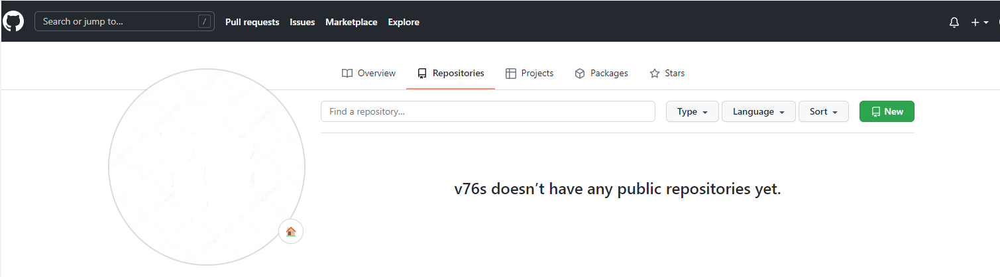 Search or jump to... /
Pull requests Issues Marketplace Explore
Overview Repositories Projects Packages Stars
Find a repository... Type Language Sort New
v76s doesn’t have any public repositories yet.